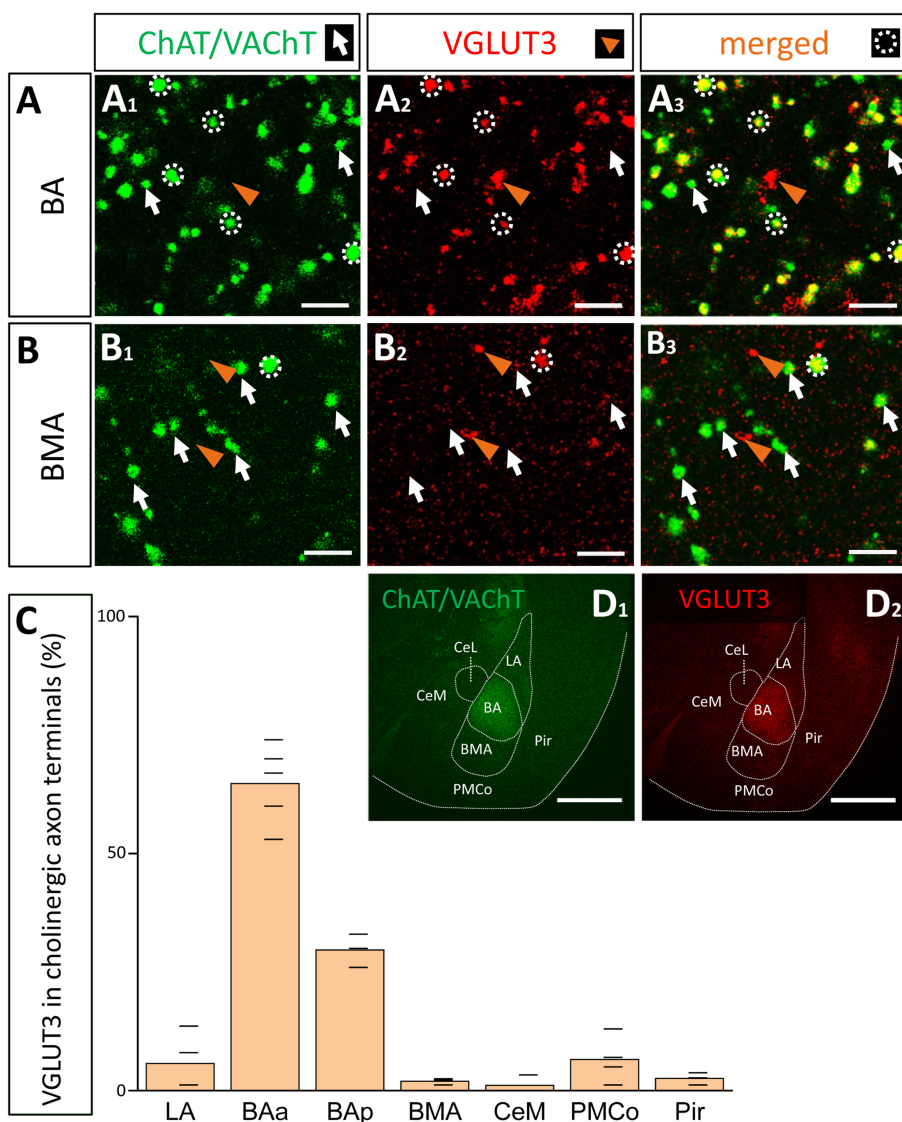 ChAT/VAChT VGLUT3 merged
A BA A1 A2 A3
B BMA B1 B2 B3
C VGLUT3 in cholinergic axon terminals (%)
100
50
0
LA BAa BAp BMA CeM PMCo Pir
ChAT/VAChT D1
CeL
LA
CeM
BA
BMA
Pir
PMCo
VGLUT3 D2
CeL
LA
CeM
BA
BMA
Pir
PMCo